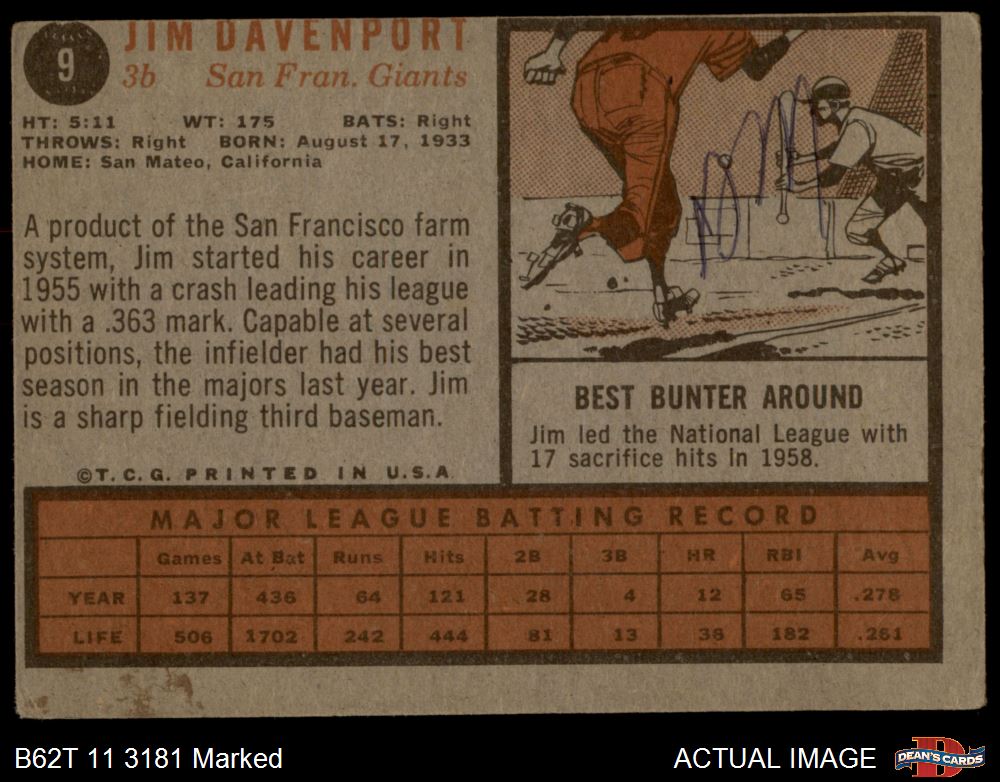 9
JIM DAVENPORT
3b San Fran. Giants
HT: 5:11 WT: 175 BATS: Right
THROWS: Right BORN: August 17, 1933
HOME: San Mateo, California
A product of the San Francisco farm
system, Jim started his career in
1955 with a crash leading his league
with a .363 mark. Capable at several
positions, the infielder had his best
season in the majors last year. Jim
is a sharp fielding third baseman.
©T.C.G. PRINTED IN U.S.A.
BEST BUNTER AROUND
Jim led the National League with
17 sacrifice hits in 1958.
MAJOR LEAGUE BATTING RECORD
Games At Bat Runs Hits 2B 3B HR RBI Avg
YEAR 137 436 64 121 28 4 12 65 .278
LIFE 506 1702 242 444 81 13 38 182 .261
B62T 11 3181 Marked
ACTUAL IMAGE
D
DEAN'S CARDS